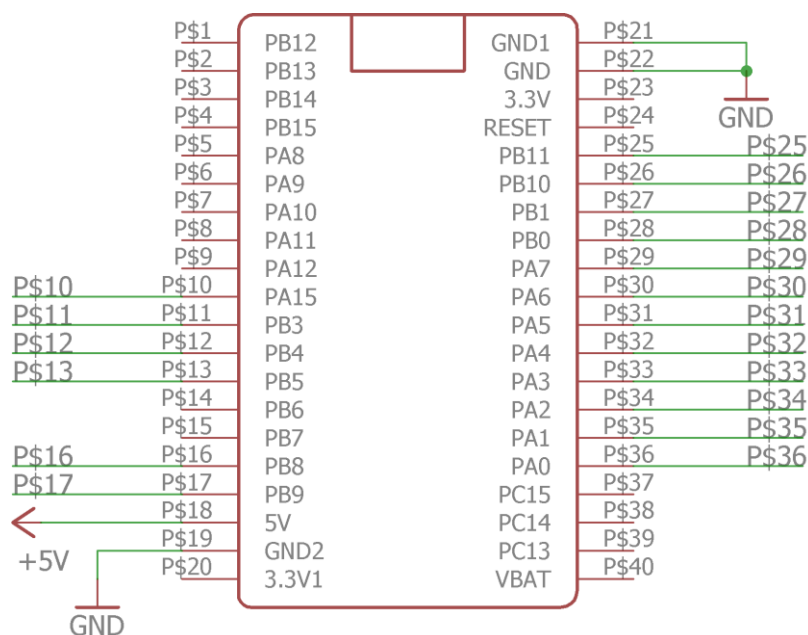 P$1 PB12 GND1 P$21
P$2 PB13 GND P$22
P$3 PB14 3.3V P$23
P$4 PB15 RESET P$24
GND
P$5 PA8 PB11 P$25 P$25
P$6 PA9 PB10 P$26 P$26
P$7 PA10 PB1 P$27 P$27
P$8 PA11 PB0 P$28 P$28
P$9 PA12 PA7 P$29 P$29
P$10 P$10 PA15 PA6 P$30 P$30
P$11 P$11 PB3 PA5 P$31 P$31
P$12 P$12 PB4 PA4 P$32 P$32
P$13 P$13 PB5 PA3 P$33 P$33
P$14 PB6 PA2 P$34 P$34
P$15 PB7 PA1 P$35 P$35
P$16 P$16 PB8 PA0 P$36 P$36
P$17 P$17 PB9 PC15 P$37
P$18 5V PC14 P$38
+5V P$19 GND2 PC13 P$39
P$20 3.3V1 VBAT P$40
GND